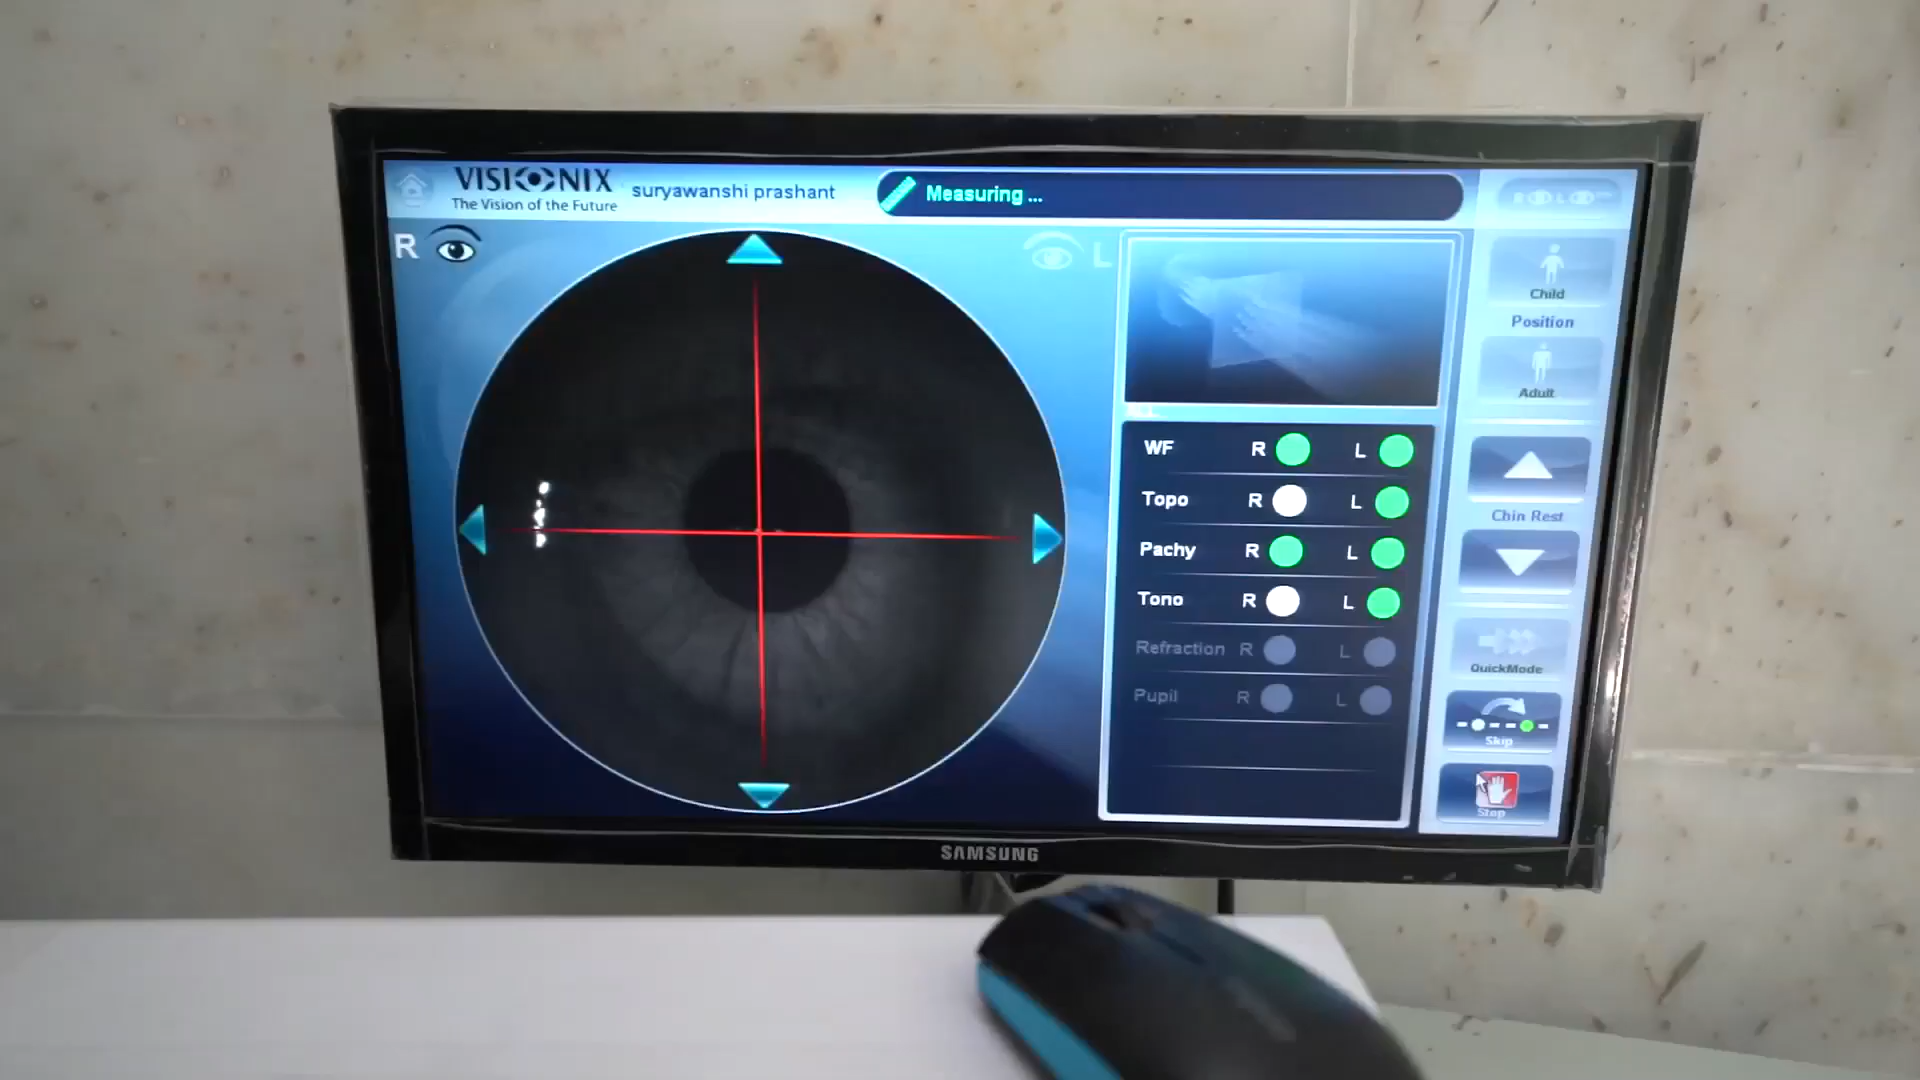 VISIONIX
The Vision of the Future
suryawanshi prashant
Measuring ...
R L
R
L
Child
Position
Adult
ALL
WF R L
Topo R L
Pachy R L
Tono R L
Refraction R L
Pupil R L
Chin Rest
QuickMode
Skip
Stop
SAMSUNG